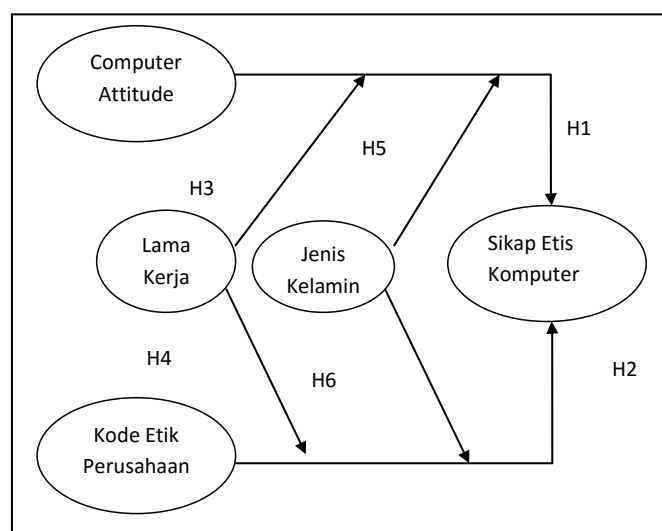 Computer
Attitude
H1
H5
H3
Lama
Kerja
Jenis
Kelamin
Sikap Etis
Komputer
H4
H6
H2
Kode Etik
Perusahaan